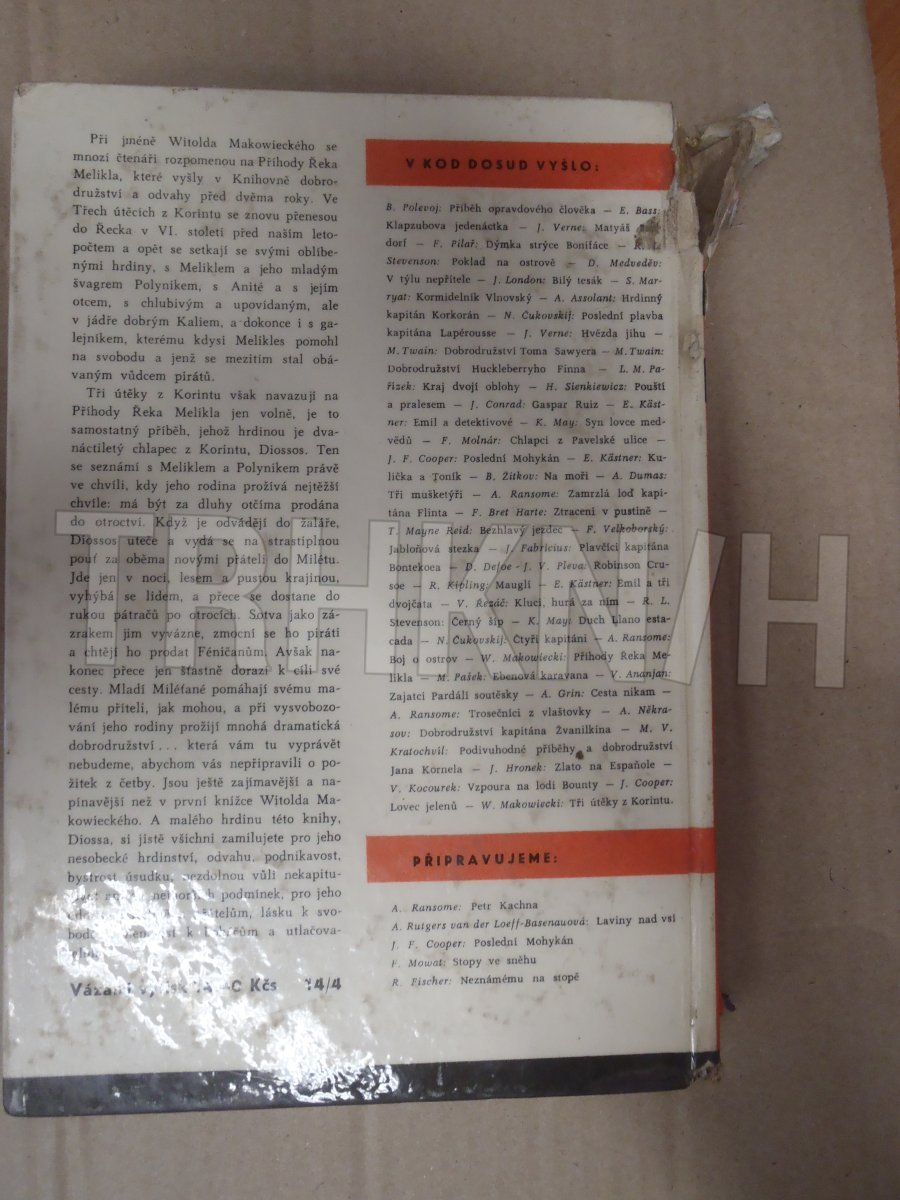 Při jméně Witolda Makowieckého se
mnozí čtenáři rozpomenou na Příhody Řeka
Melikla, které vyšly v Knihovně dobro-
družství a odvahy před dvěma roky. Ve
Třech útěcích z Korintu se znovu přenesou
do Řecka v VI. století před naším leto-
počtem a opět se setkají se svými oblíbe-
nými hrdiny, s Meliklem a jeho mladým
švagrem Polynikem, s Anité a s jejím
otcem, s chlubivým a upovídaným, ale
v jádře dobrým Kaliem, a dokonce i s ga-
lejníkem, kterému kdysi Melikles pomohl
na svobodu a jenž se mezitím stal obá-
vaným vůdcem pirátů.
Tři útěky z Korintu však navazují na
Příhody Řeka Melikla jen volně, je to
samostatný příběh, jehož hrdinou je dva-
náctiletý chlapec z Korintu, Diossos. Ten
se seznámí s Meliklem a Polynikem právě
ve chvíli, kdy jeho rodina prožívá nejtěžší
chvíle: má být za dluhy otčíma prodána
do otroctví. Když je odvádějí do žaláře,
Diossos uteče a vydá se na strastiplnou
pouť za oběma novými přáteli do Milétu.
Jde jen v noci, lesem a pustou krajinou,
vyhýbá se lidem, a přece se dostane do
rukou pátračů po otrocích. Sotva jako zá-
zrakem jim vyvázne, zmocní se ho piráti
a chtějí ho prodat Féničanům. Avšak na-
konec přece jen šťastně dorazí k cíli své
cesty. Mladí Miléťané pomáhají svému ma-
lému příteli, jak mohou, a při vysvobozo-
vání jeho rodiny prožijí mnohá dramatická
dobrodružství... která vám tu vyprávět
nebudeme, abychom vás nepřipravili o po-
žitek z četby. Jsou ještě zajímavější a na-
pínavější než v první knížce Witolda Ma-
kowieckého. A malého hrdinu této knihy,
Diossa, si jistě všichni zamilujete pro jeho
nesobecké hrdinství, odvahu, podnikavost,
bystrost úsudku, nezdolnou vůli nekapitu-
podmínek, pro jeho
lásku k svo-
a utlačova-
Kčs 14/4
V KOD DOSUD VYŠLO:
B. Polevoj: Příběh opravdového člověka – E. Bass:
Klapzubova jedenáctka – J. Verne: Matyáš
dorf – F. Pilař: Dýmka strýce Bonifáce –
Stevenson: Poklad na ostrově – D. Medveděv:
V týlu nepřítele – J. London: Bílý tesák – S. Mar-
ryat: Kormidelník Vlnovský – A. Assolant: Hrdinný
kapitán Korkorán – N. Čukovskij: Poslední plavba
kapitána Lapérousse – J. Verne: Hvězda jihu –
M. Twain: Dobrodružství Toma Sawyera – M. Twain:
Dobrodružství Huckleberryho Finna – L. M. Pa-
řízek: Kraj dvojí oblohy – H. Sienkiewicz: Pouští
a pralesem – J. Conrad: Gaspar Ruiz – E. Käst-
ner: Emil a detektivové – K. May: Syn lovce med-
vědů – F. Molnár: Chlapci z Pavelské ulice –
J. F. Cooper: Poslední Mohykán – E. Kästner: Ku-
lička a Toník – B. Žitkov: Na moři – A. Dumas:
Tři mušketýři – A. Ransome: Zamrzlá loď kapi-
tána Flinta – F. Bret Harte: Ztraceni v pustině –
T. Mayne Reid: Bezhlavý jezdec – F. Velkoborský:
Jabloňová stezka – J. Fabricius: Plavčíci kapitána
Bontekoea – D. Defoe - J. V. Pleva: Robinson Cru-
soe – R. Kipling: Mauglí – E. Kästner: Emil a tři
dvojčata – V. Řezáč: Kluci, hurá za ním – R. L.
Stevenson: Černý šíp – K. May: Duch Llano esta-
cada – N. Čukovskij: Čtyři kapitáni – A. Ransome:
Boj o ostrov – W. Makowiecki: Příhody Řeka Me-
likla – M. Pašek: Ebenová karavana – V. Ananjan:
Zajatci Pardálí soutěsky – A. Grin: Cesta nikam –
A. Ransome: Trosečníci z vlaštovky – A. Někra-
sov: Dobrodružství kapitána Žvanilkina – M. V.
Kratochvíl: Podivuhodné příběhy a dobrodružství
Jana Kornela – J. Hronek: Zlato na Españole –
V. Kocourek: Vzpoura na lodi Bounty – J. Cooper:
Lovec jelenů – W. Makowiecki: Tři útěky z Korintu.
PŘIPRAVUJEME:
A. Ransome: Petr Kachna
A. Rutgers van der Loeff-Basenauová: Laviny nad vsí
J. F. Cooper: Poslední Mohykán
F. Mowat: Stopy ve sněhu
R. Fischer: Neznámému na stopě
TRHKNIH